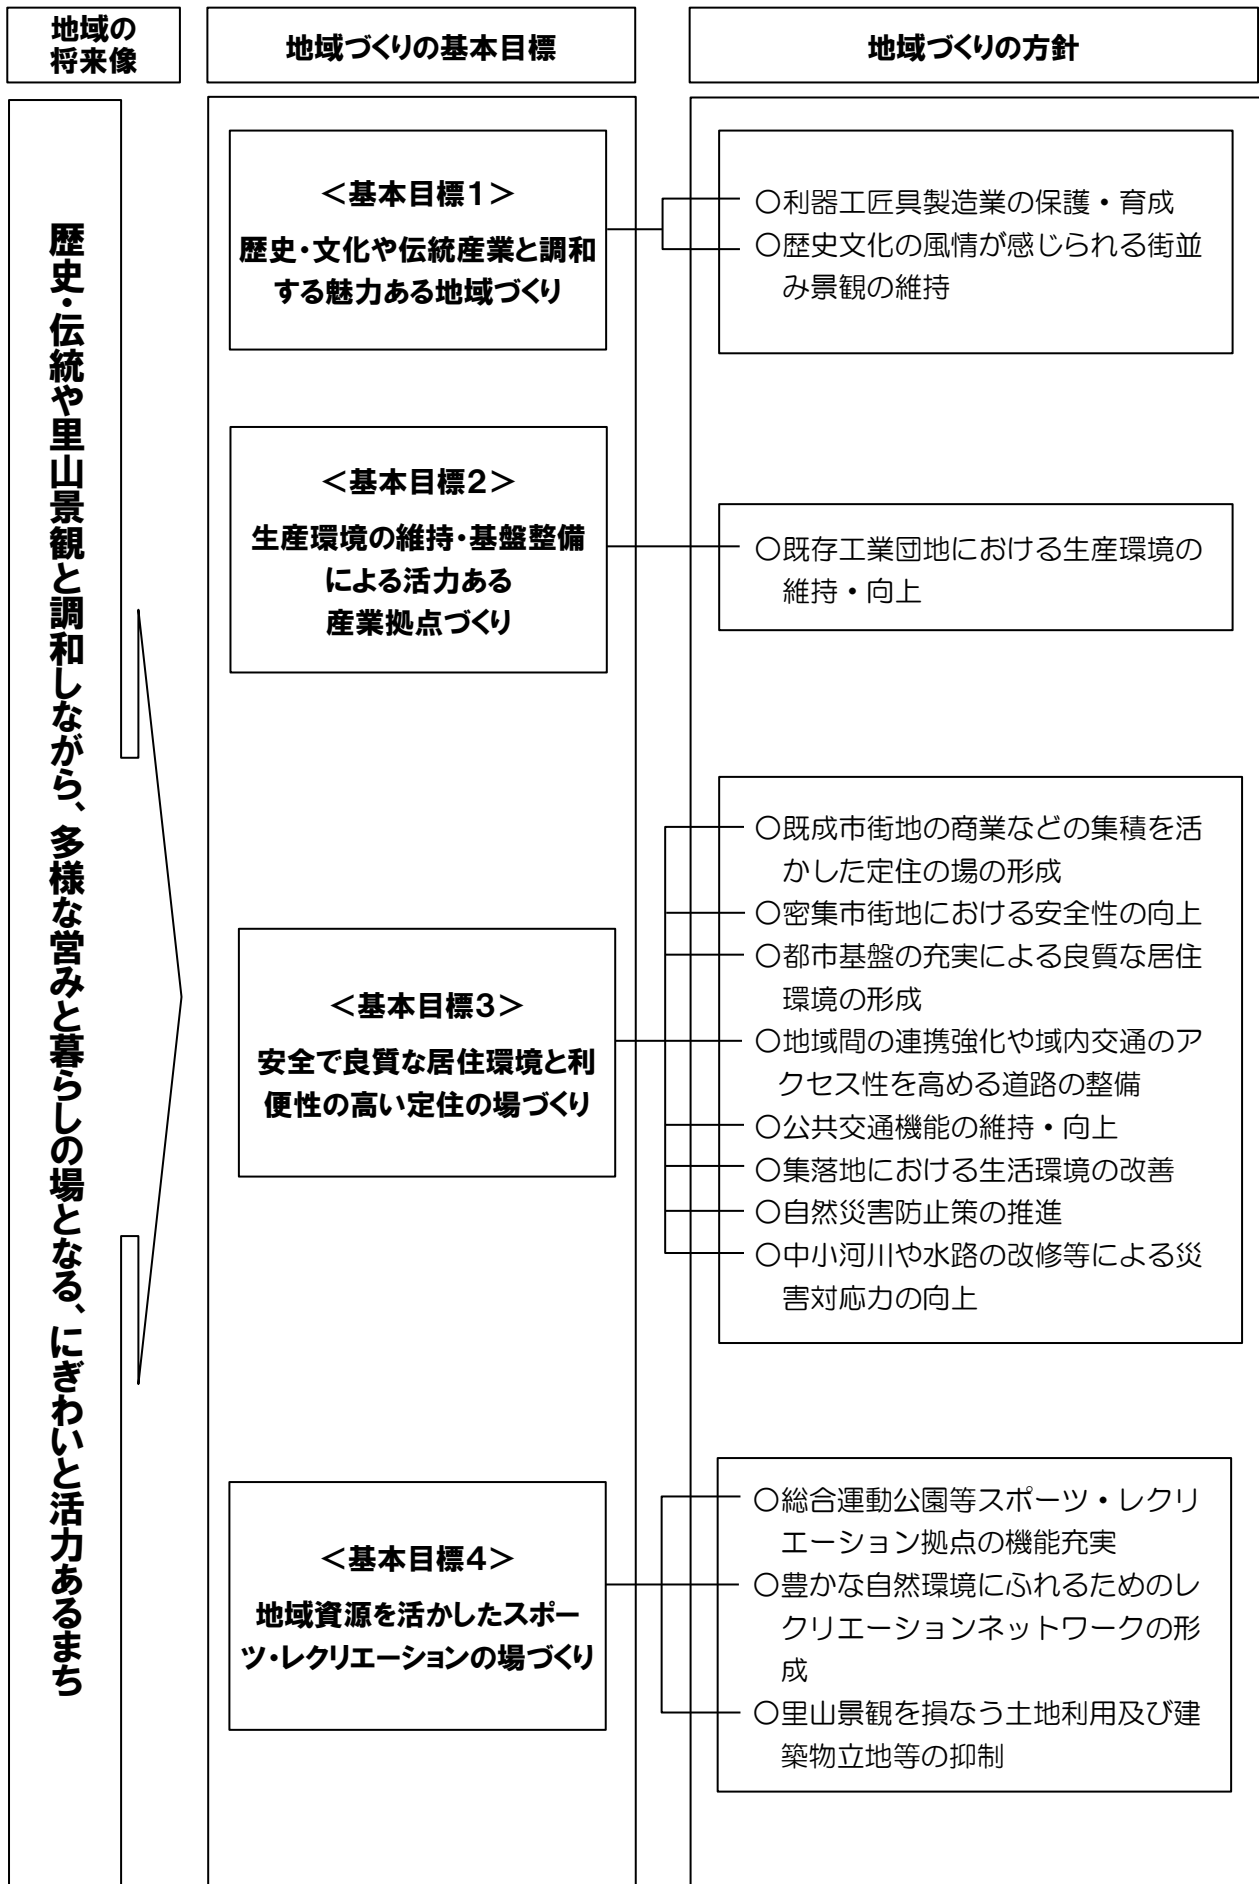 地域の
将来像
地域づくりの基本目標
地域づくりの方針
歴史・伝統や里山景観と調和しながら、多様な営みと暮らしの場となる、にぎわいと活力あるまち
＜基本目標１＞
歴史・文化や伝統産業と調和
する魅力ある地域づくり
○利器工匠具製造業の保護・育成
○歴史文化の風情が感じられる街並
み景観の維持
＜基本目標２＞
生産環境の維持・基盤整備
による活力ある
産業拠点づくり
○既存工業団地における生産環境の
維持・向上
＜基本目標３＞
安全で良質な居住環境と利
便性の高い定住の場づくり
○既成市街地の商業などの集積を活
かした定住の場の形成
○密集市街地における安全性の向上
○都市基盤の充実による良質な居住
環境の形成
○地域間の連携強化や域内交通のア
クセス性を高める道路の整備
○公共交通機能の維持・向上
○集落地における生活環境の改善
○自然災害防止策の推進
○中小河川や水路の改修等による災
害対応力の向上
＜基本目標４＞
地域資源を活かしたスポー
ツ・レクリエーションの場づくり
○総合運動公園等スポーツ・レクリ
エーション拠点の機能充実
○豊かな自然環境にふれるためのレ
クリエーションネットワークの形
成
○里山景観を損なう土地利用及び建
築物立地等の抑制